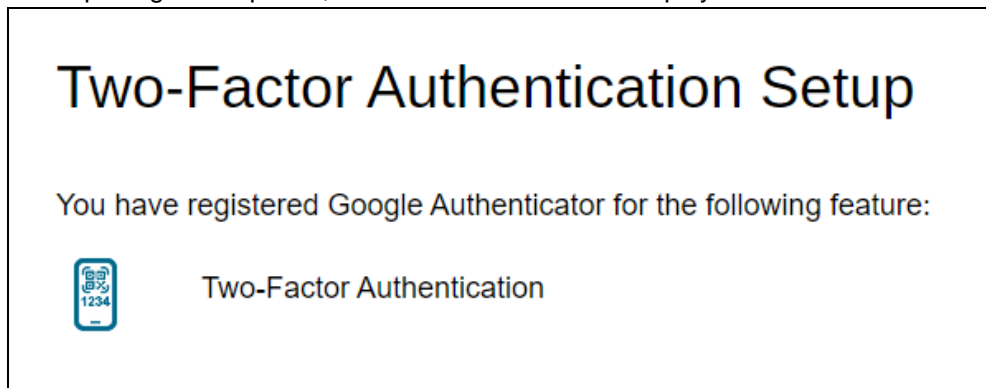 Two-Factor Authentication Setup
You have registered Google Authenticator for the following feature:
1234
Two-Factor Authentication